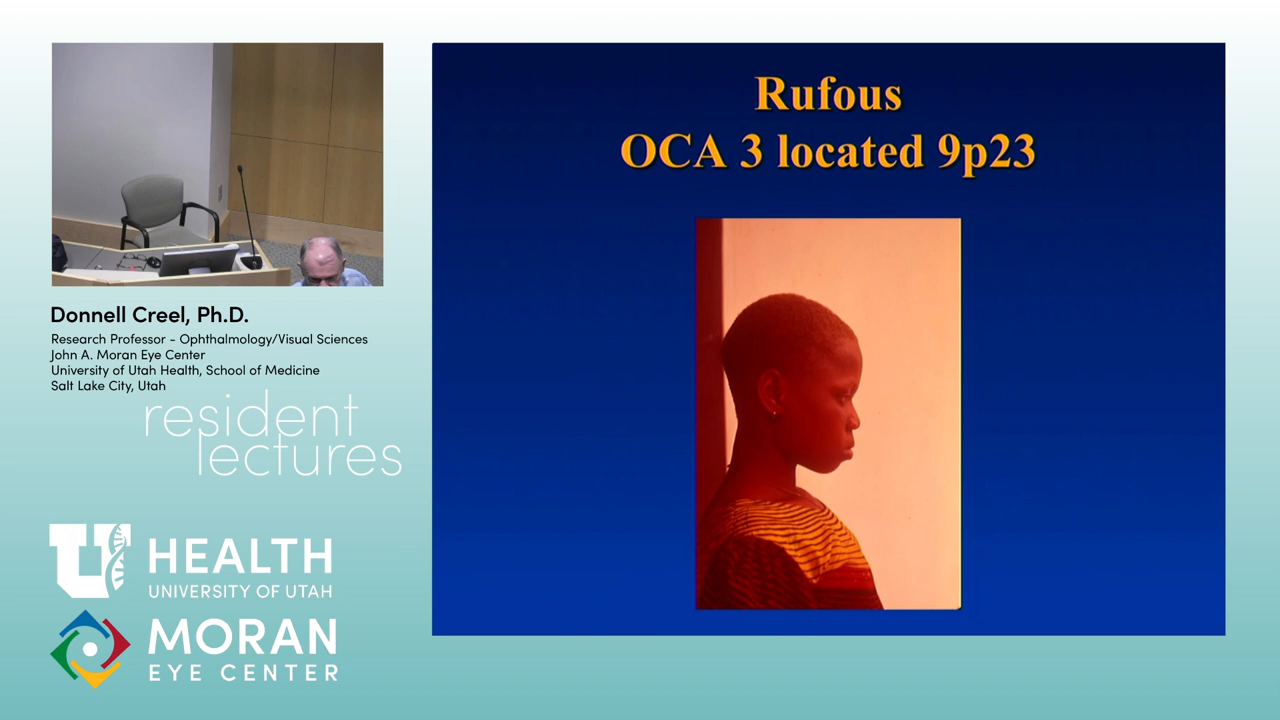 Rufous
OCA 3 located 9p23
Donnell Creel, Ph.D.
Research Professor - Ophthalmology/Visual Sciences
John A. Moran Eye Center
University of Utah Health, School of Medicine
Salt Lake City, Utah
resident
lectures
U
HEALTH
UNIVERSITY OF UTAH
MORAN
EYE CENTER